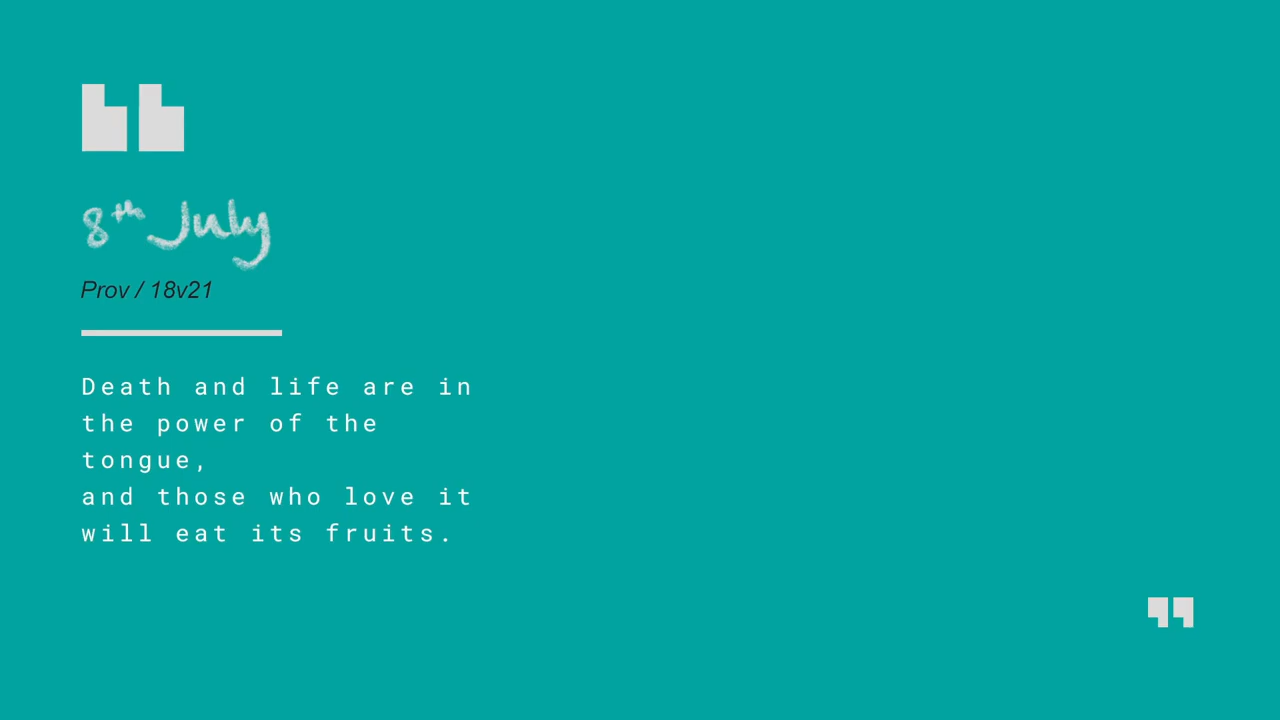 8th July
Prov / 18v21
Death and life are in
the power of the
tongue,
and those who love it
will eat its fruits.